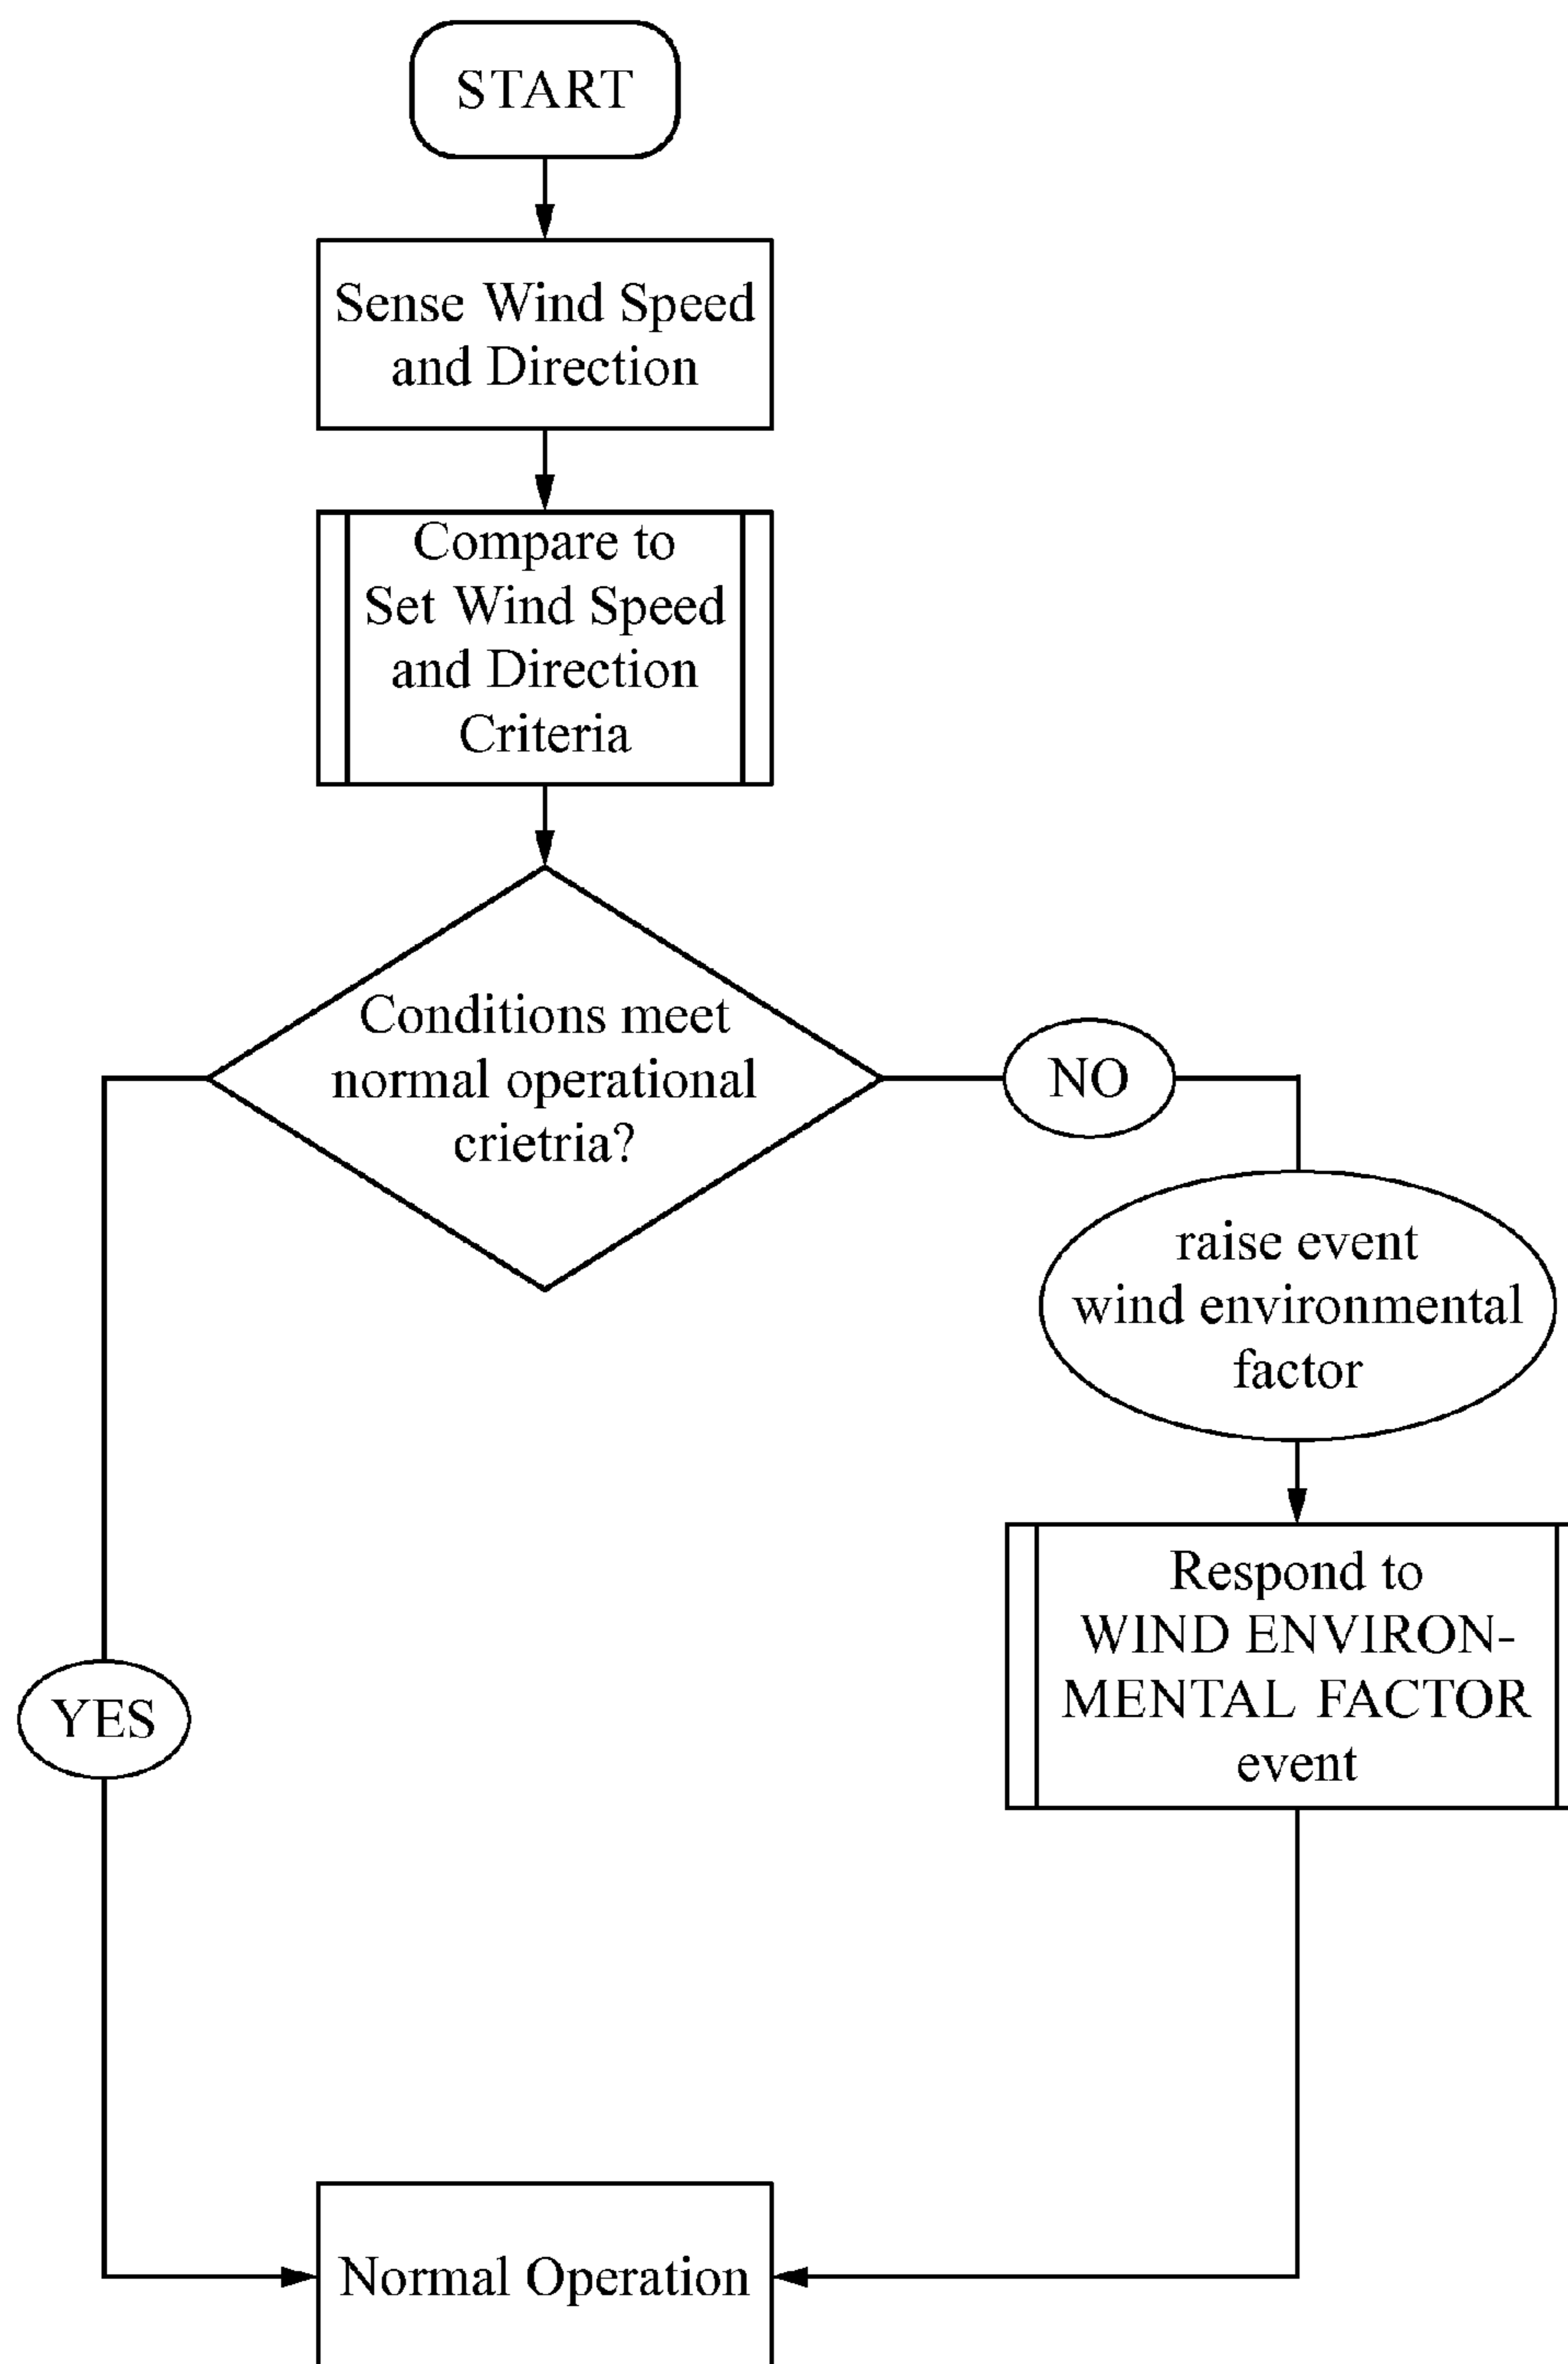 START
Sense Wind Speed
and Direction
Compare to
Set Wind Speed
and Direction
Criteria
Conditions meet
normal operational
crietria?
NO
raise event
wind environmental
factor
Respond to
WIND ENVIRON-
MENTAL FACTOR
event
YES
Normal Operation